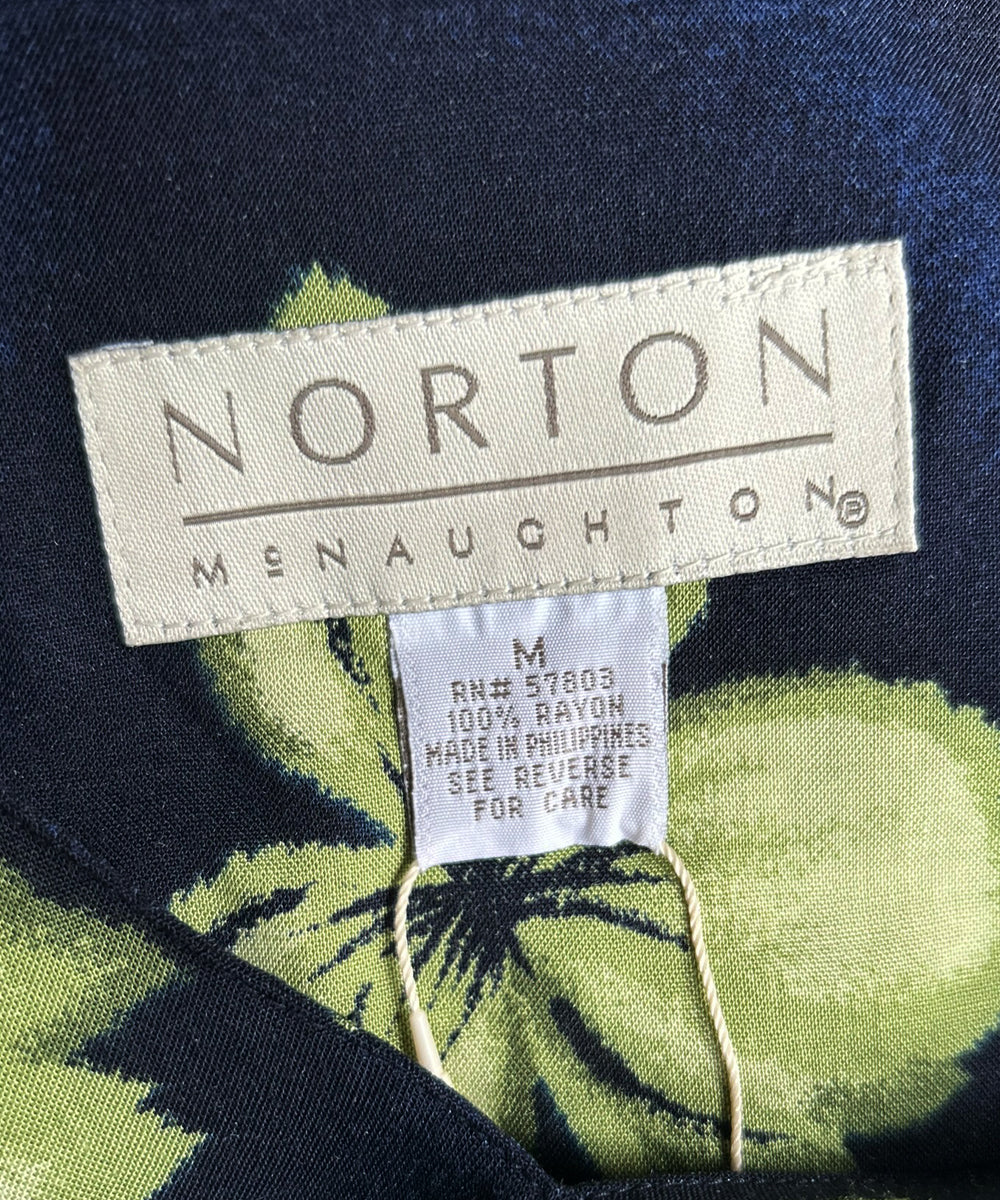 NORTON
McNAUGHTON®
M
RN# 57803
100% RAYON
MADE IN PHILIPPINES
SEE REVERSE
FOR CARE